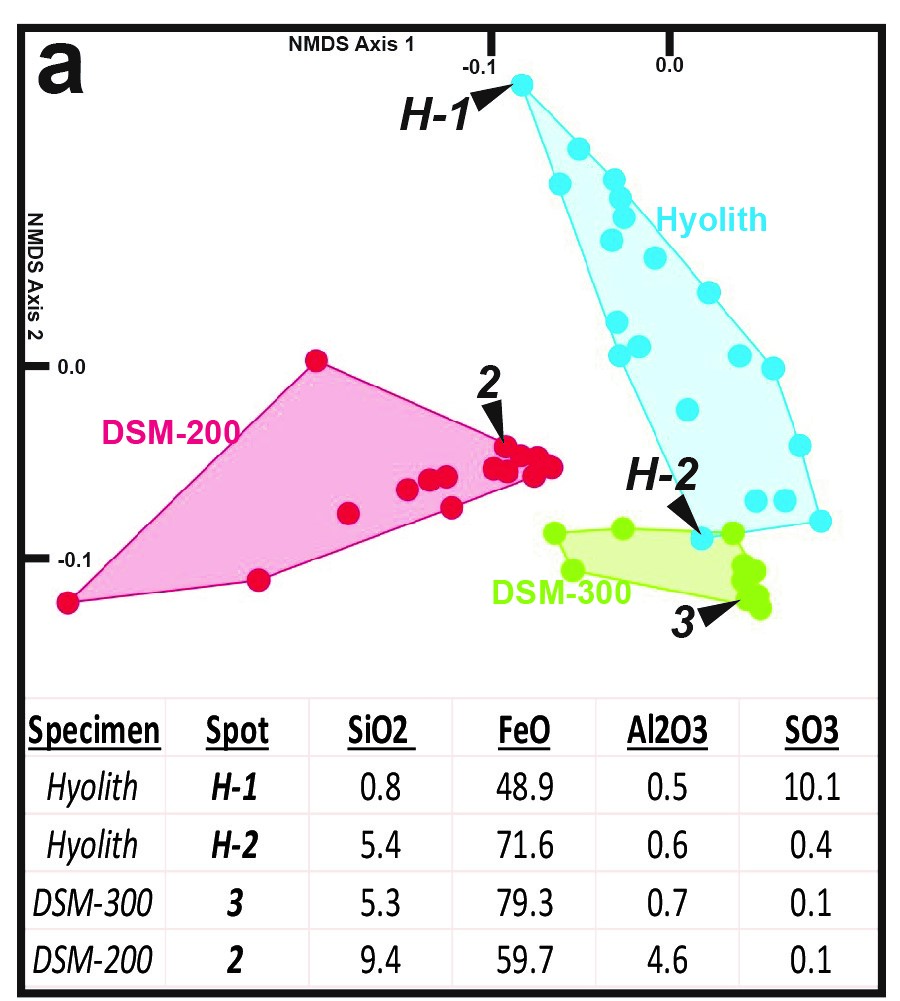 a
NMDS Axis 1
-0.1
0.0
H-1
Hyolith
NMDS Axis 2
0.0
2
DSM-200
H-2
-0.1
DSM-300
3
Specimen Spot SiO2 FeO Al2O3 SO3
Hyolith H-1 0.8 48.9 0.5 10.1
Hyolith H-2 5.4 71.6 0.6 0.4
DSM-300 3 5.3 79.3 0.7 0.1
DSM-200 2 9.4 59.7 4.6 0.1